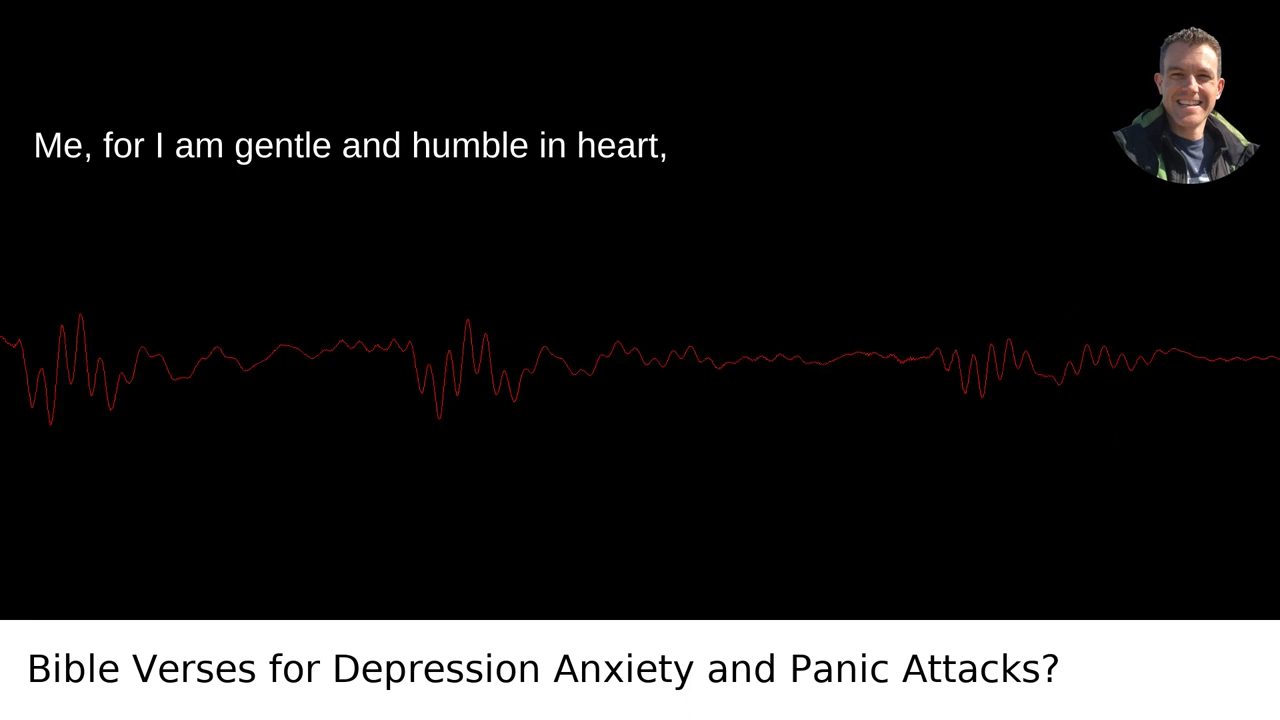 Me, for I am gentle and humble in heart,
Bible Verses for Depression Anxiety and Panic Attacks?